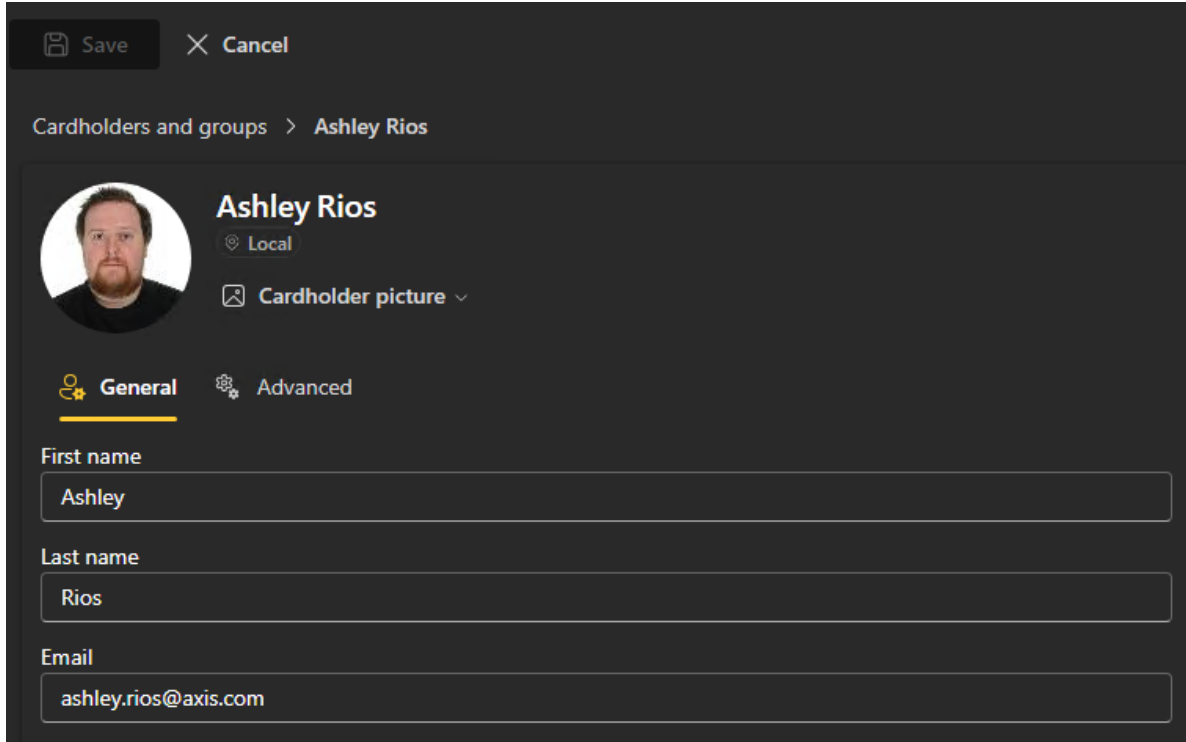 Save Cancel
Cardholders and groups > Ashley Rios
Ashley Rios
Local
Cardholder picture
General Advanced
First name
Ashley
Last name
Rios
Email
ashley.rios@axis.com